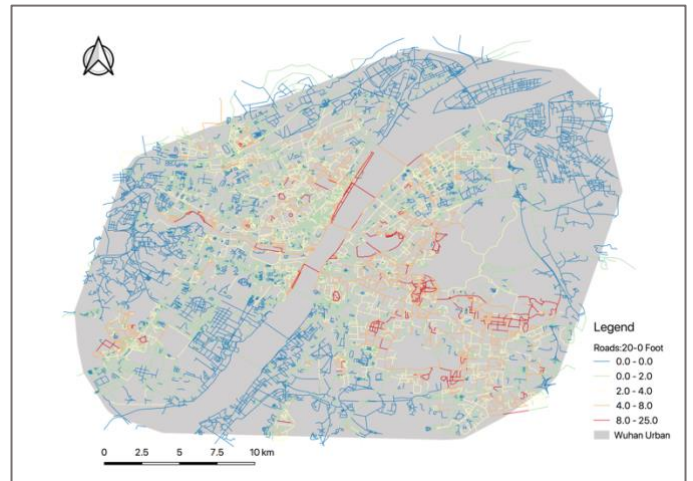 Legend
Roads:20-0 Foot
0.0 - 0.0
0.0 - 2.0
2.0 - 4.0
4.0 - 8.0
8.0 - 25.0
Wuhan Urban
0 2.5 5 7.5 10 km